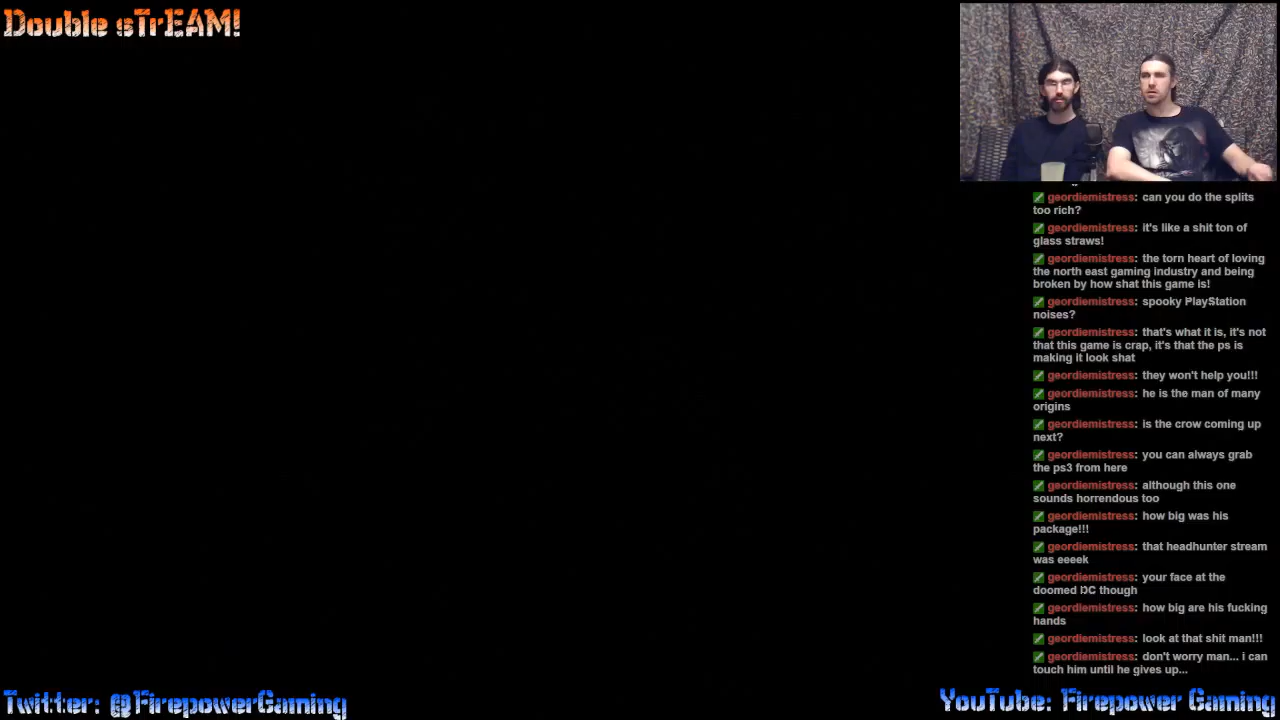 Double sTrEAM!
geordiemistress: can you do the splits
too rich?
geordiemistress: it's like a shit ton of
glass straws!
geordiemistress: the torn heart of loving
the north east gaming industry and being
broken by how shat this game is!
geordiemistress: spooky PlayStation
noises?
geordiemistress: that's what it is, it's not
that this game is crap, it's that the ps is
making it look shat
geordiemistress: they won't help you!!!
geordiemistress: he is the man of many
origins
geordiemistress: is the crow coming up
next?
geordiemistress: you can always grab
the ps3 from here
geordiemistress: although this one
sounds horrendous too
geordiemistress: how big was his
package!!!
geordiemistress: that headhunter stream
was eeeek
geordiemistress: your face at the
doomed DC though
geordiemistress: how big are his fucking
hands
geordiemistress: look at that shit man!!!
geordiemistress: don't worry man... i can
touch him until he gives up...
Twitter: @FirepowerGaming
YouTube: Firepower Gaming